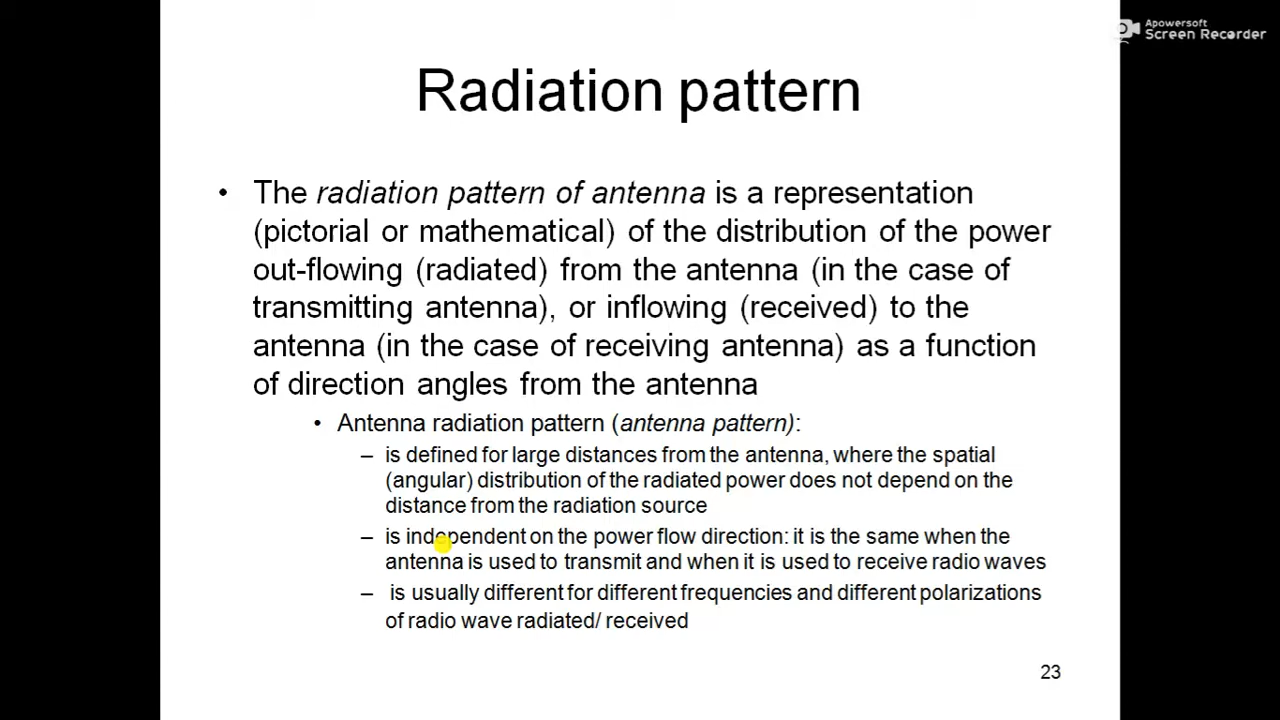 Apowersoft
Screen Recorder
Radiation pattern
• The radiation pattern of antenna is a representation
(pictorial or mathematical) of the distribution of the power
out-flowing (radiated) from the antenna (in the case of
transmitting antenna), or inflowing (received) to the
antenna (in the case of receiving antenna) as a function
of direction angles from the antenna
• Antenna radiation pattern (antenna pattern):
– is defined for large distances from the antenna, where the spatial
(angular) distribution of the radiated power does not depend on the
distance from the radiation source
– is independent on the power flow direction: it is the same when the
antenna is used to transmit and when it is used to receive radio waves
– is usually different for different frequencies and different polarizations
of radio wave radiated/ received
23